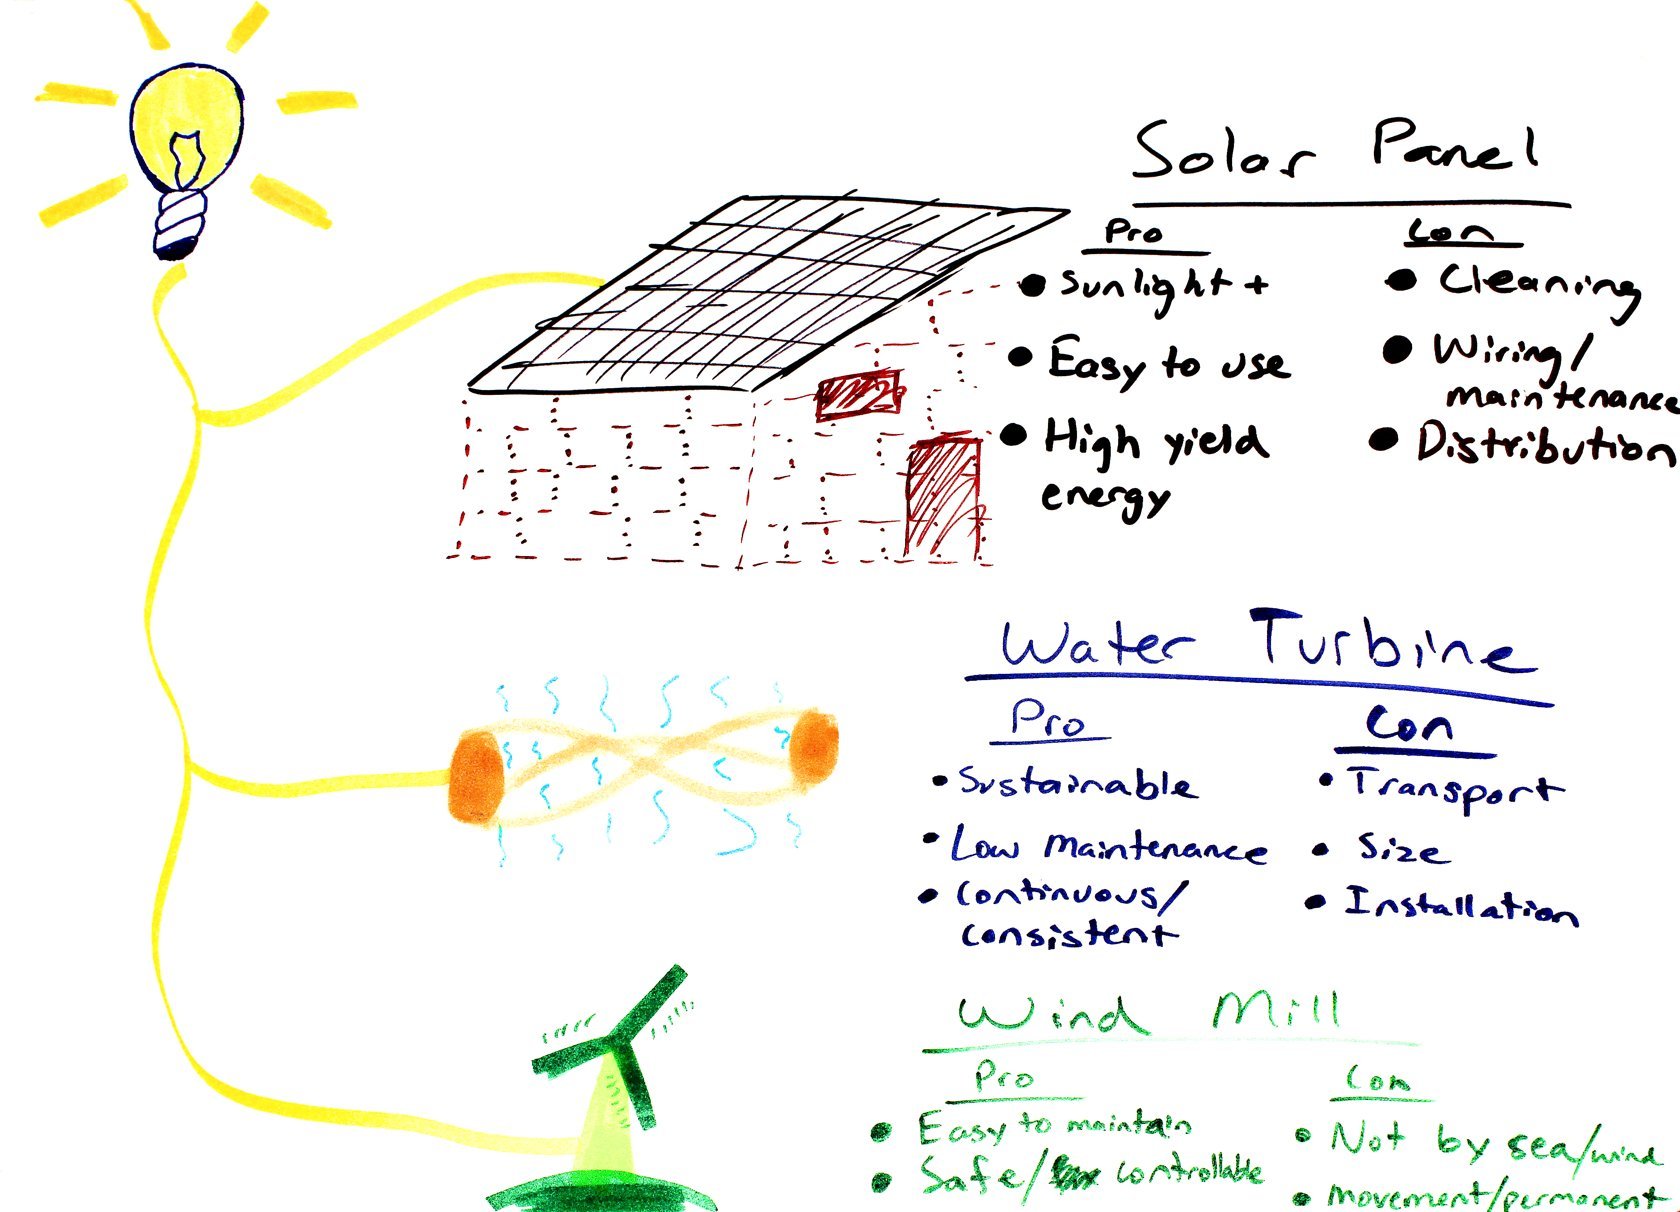 Solar Panel
Pro
● Sunlight +
● Easy to use
● High yield
energy
Con
● Cleaning
● Wiring/
maintenance
● Distribution
Water Turbine
Pro
• Sustainable
• Low maintenance
• Continuous/
consistent
Con
• Transport
• Size
• Installation
Wind Mill
Pro
● Easy to maintain
● Safe/ controllable
Con
● Not by sea/wind
● movement/permanent